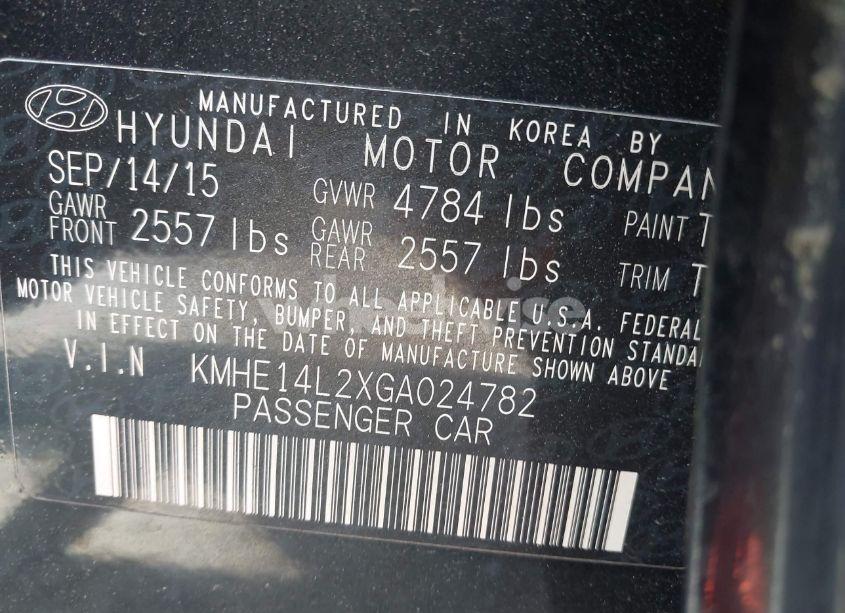 MANUFACTURED IN KOREA BY
HYUNDAI MOTOR COMPAN
SEP/14/15 GVWR 4784 lbs PAINT T
GAWR FRONT 2557 lbs GAWR REAR 2557 lbs TRIM T
THIS VEHICLE CONFORMS TO ALL APPLICABLE U.S.A. FEDERAL
MOTOR VEHICLE SAFETY, BUMPER, AND THEFT PREVENTION STANDA
IN EFFECT ON THE DATE OF MANUFACTURE SHOWN ABOVE
V.I.N KMHE14L2XGA024782
PASSENGER CAR